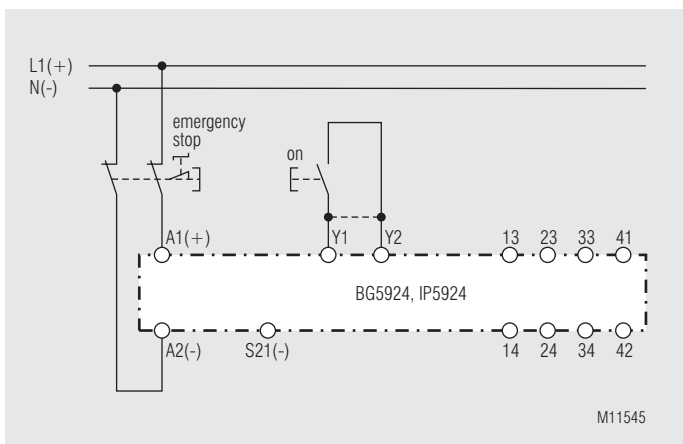 L1(+)
N(-)
emergency
stop
on
A1(+) Y1 Y2 13 23 33 41
BG5924, IP5924
A2(-) S21(-) 14 24 34 42
M11545